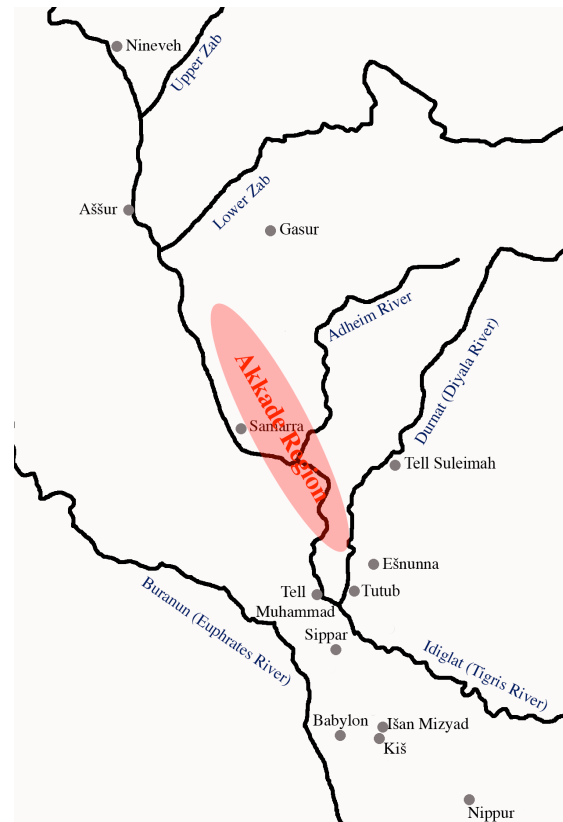 Nineveh
Upper Zab
Aššur
Lower Zab
Gasur
Adheim River
Akkade Region
Samarra
Durnat (Diyala River)
Tell Suleimah
Ešnunna
Tell
Muhammad
Tutub
Buranun (Euphrates River)
Sippar
Idiglat (Tigris River)
Babylon
Išan Mizyad
Kiš
Nippur